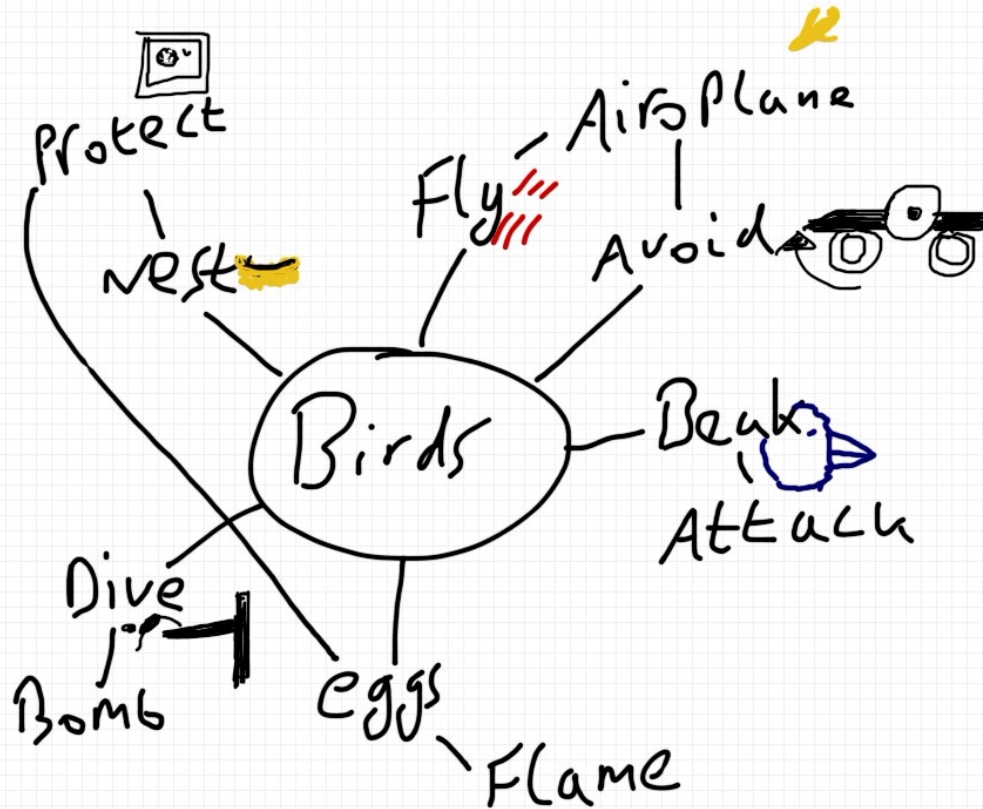 Protect
Nest
Fly
Airoplane
Avoid
Birds
Beak
Attack
Dive
Bomb
eggs
Flame